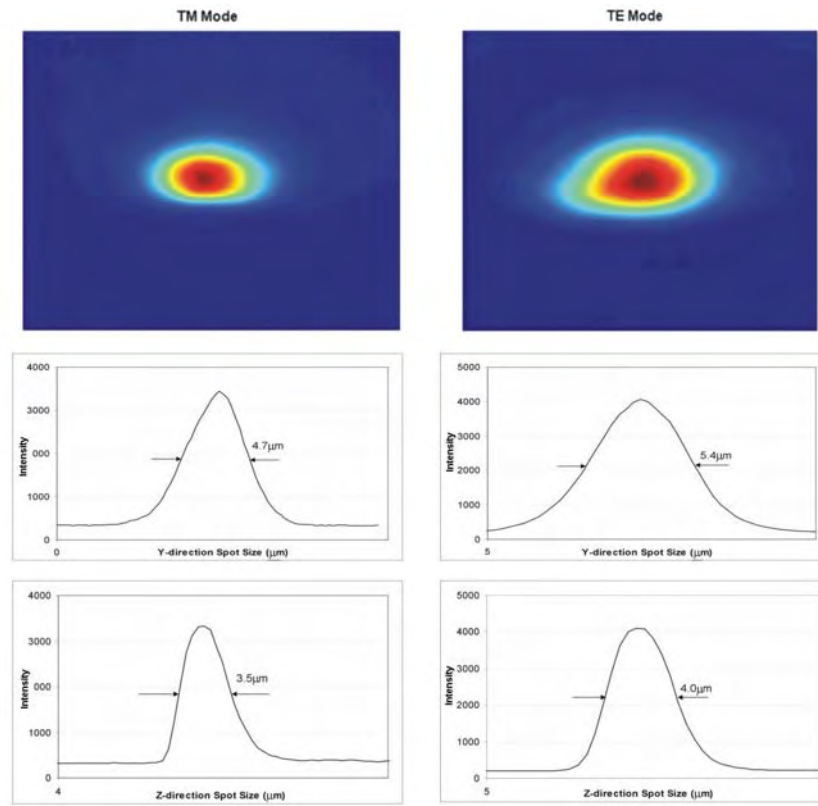 TM Mode
TE Mode
4000
3000
000
1000
0
Intensity
4.7μm
0
Y-direction Spot Size (μm)
5000
4000
3000
2000
1000
0
Intensity
5.4μm
5
Y-direction Spot Size (μm)
4000
3000
000
1000
0
Intensity
3.5μm
4
Z-direction Spot Size (μm)
5000
4000
3000
2000
1000
0
Intensity
4.0μm
5
Z-direction Spot Size (μm)